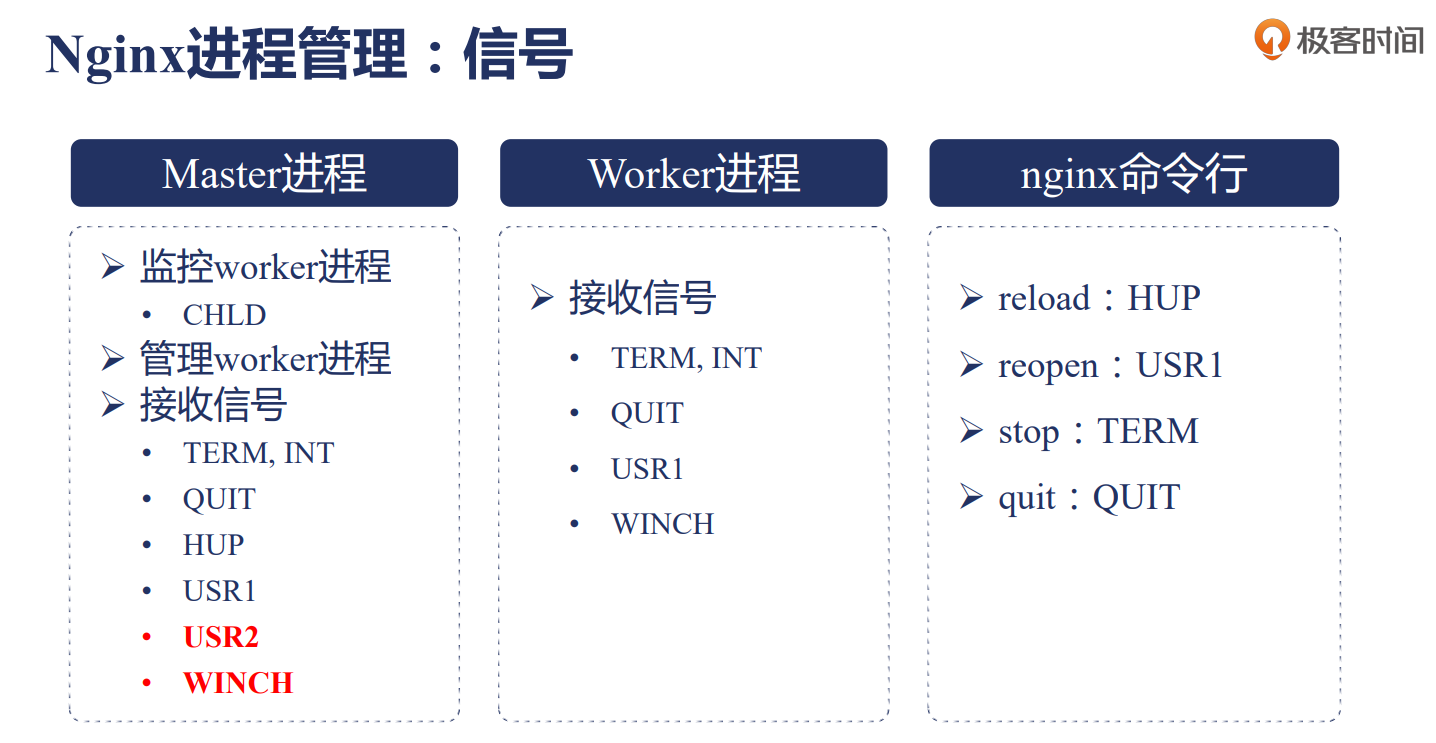 Nginx进程管理：信号
极客时间
Master进程
监控worker进程
CHLD
管理worker进程
接收信号
TERM, INT
QUIT
HUP
USR1
USR2
WINCH
Worker进程
接收信号
TERM, INT
QUIT
USR1
WINCH
nginx命令行
reload：HUP
reopen：USR1
stop：TERM
quit：QUIT